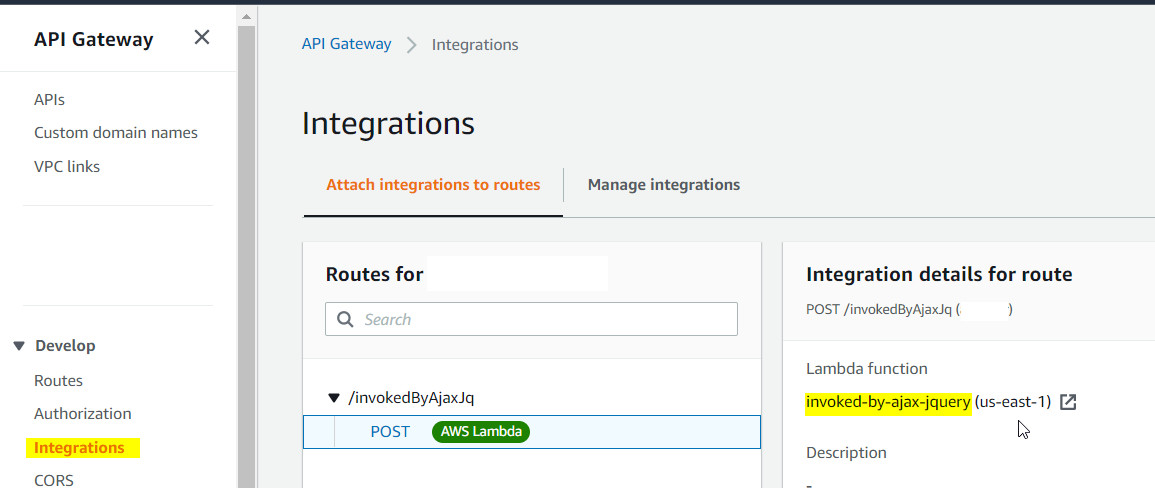 API Gateway
APIs
Custom domain names
VPC links
Develop
Routes
Authorization
Integrations
CORS
API Gateway > Integrations
Integrations
Attach integrations to routes
Manage integrations
Routes for
Search
/invokedByAjaxJq
POST AWS Lambda
Integration details for route
POST /invokedByAjaxJq ( )
Lambda function
invoked-by-ajax-jquery (us-east-1)
Description
-